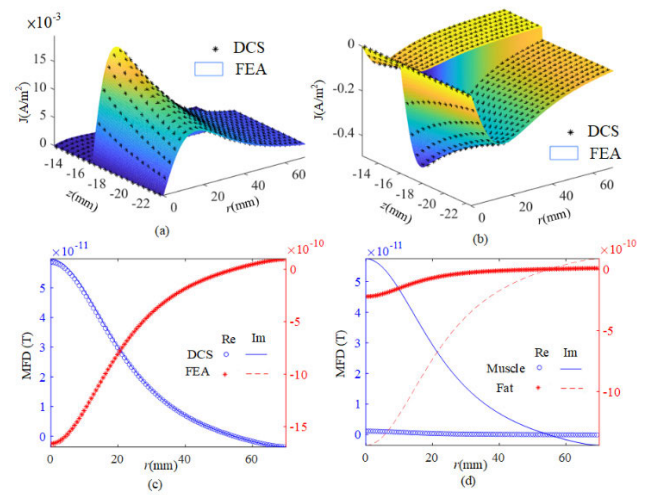 ×10⁻³
DCS
FEA
J(A/m²)
15
10
5
0
-14
-16
-18
-20
-22
z(mm)
0
20
40
60
r(mm)
(a)
DCS
FEA
J(A/m²)
0
-0.2
-0.4
-14
-16
-18
-20
-22
z(mm)
0
20
40
60
r(mm)
(b)
×10⁻¹¹
×10⁻¹⁰
MFD (T)
5
4
3
2
1
0
0
-5
-10
-15
Re Im
DCS
FEA
0
20
40
60
r(mm)
(c)
×10⁻¹¹
×10⁻¹⁰
MFD (T)
5
4
3
2
1
0
0
-5
-10
Re Im
Muscle
Fat
0
20
40
60
r(mm)
(d)